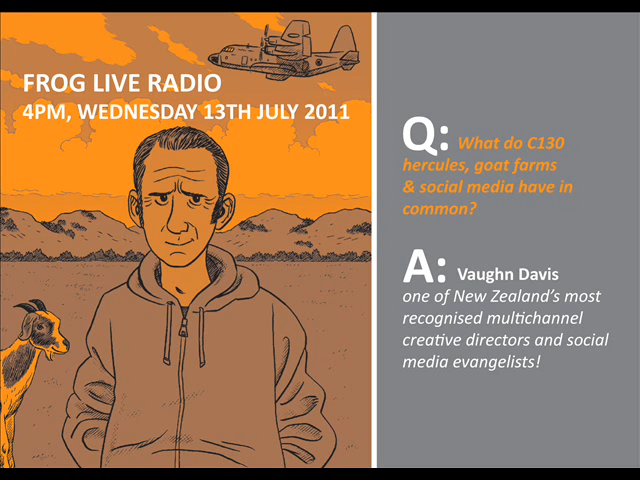 FROG LIVE RADIO
4PM, WEDNESDAY 13TH JULY 2011
Q: What do C130
hercules, goat farms
& social media have in
common?
A: Vaughn Davis
one of New Zealand's most
recognised multichannel
creative directors and social
media evangelists!